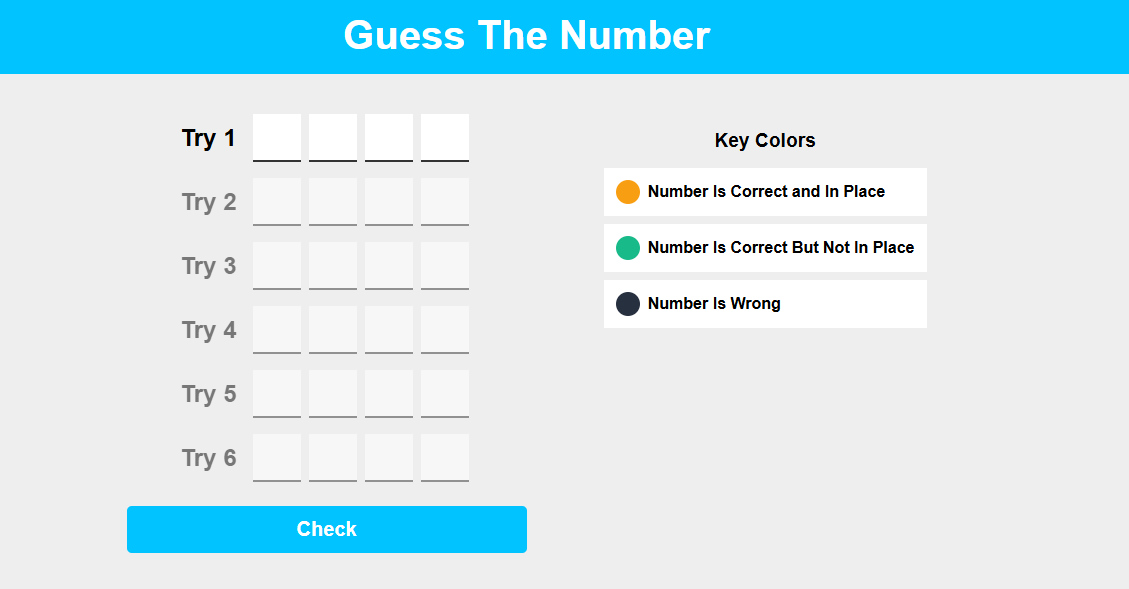 Guess The Number
Try 1
Try 2
Try 3
Try 4
Try 5
Try 6
Check
Key Colors
Number Is Correct and In Place
Number Is Correct But Not In Place
Number Is Wrong